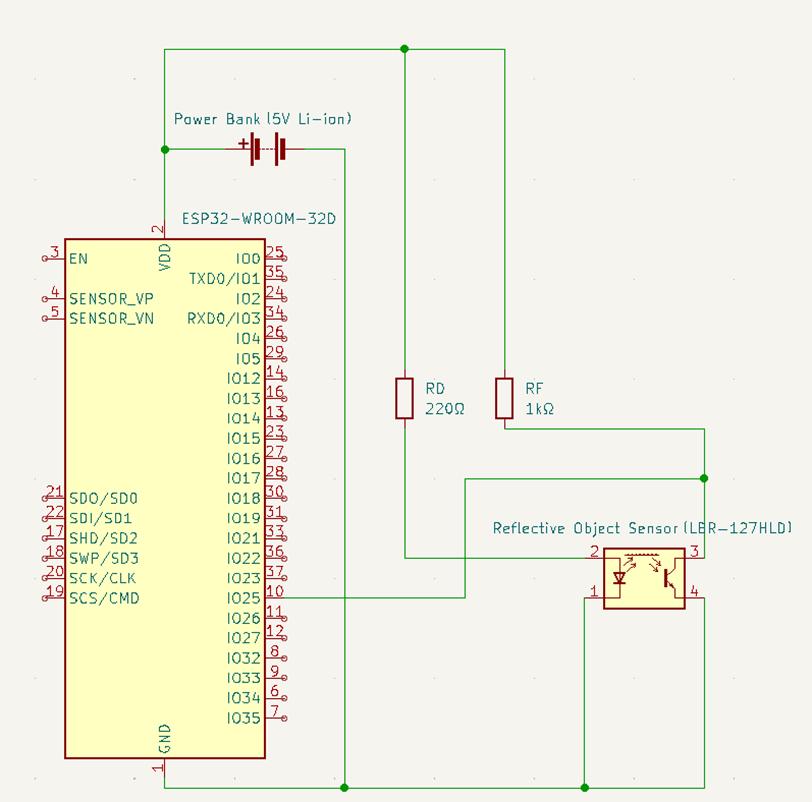 Power Bank (5V Li-ion)
+
ESP32-WROOM-32D
2
VDD
3 EN
4 SENSOR_VP
5 SENSOR_VN
21 SDO/SD0
22 SDI/SD1
17 SHD/SD2
18 SWP/SD3
20 SCK/CLK
19 SCS/CMD
IO0 25
TXD0/IO1 35
IO2 24
RXD0/IO3 34
IO4 26
IO5 29
IO12 14
IO13 16
IO14 13
IO15 23
IO16 27
IO17 28
IO18 30
IO19 31
IO21 33
IO22 36
IO23 37
IO25 10
IO26 11
IO27 12
IO32 8
IO33 9
IO34 6
IO35 7
GND
1
RD
220Ω
RF
1kΩ
Reflective Object Sensor(LBR-127HLD)
2 3
1 4